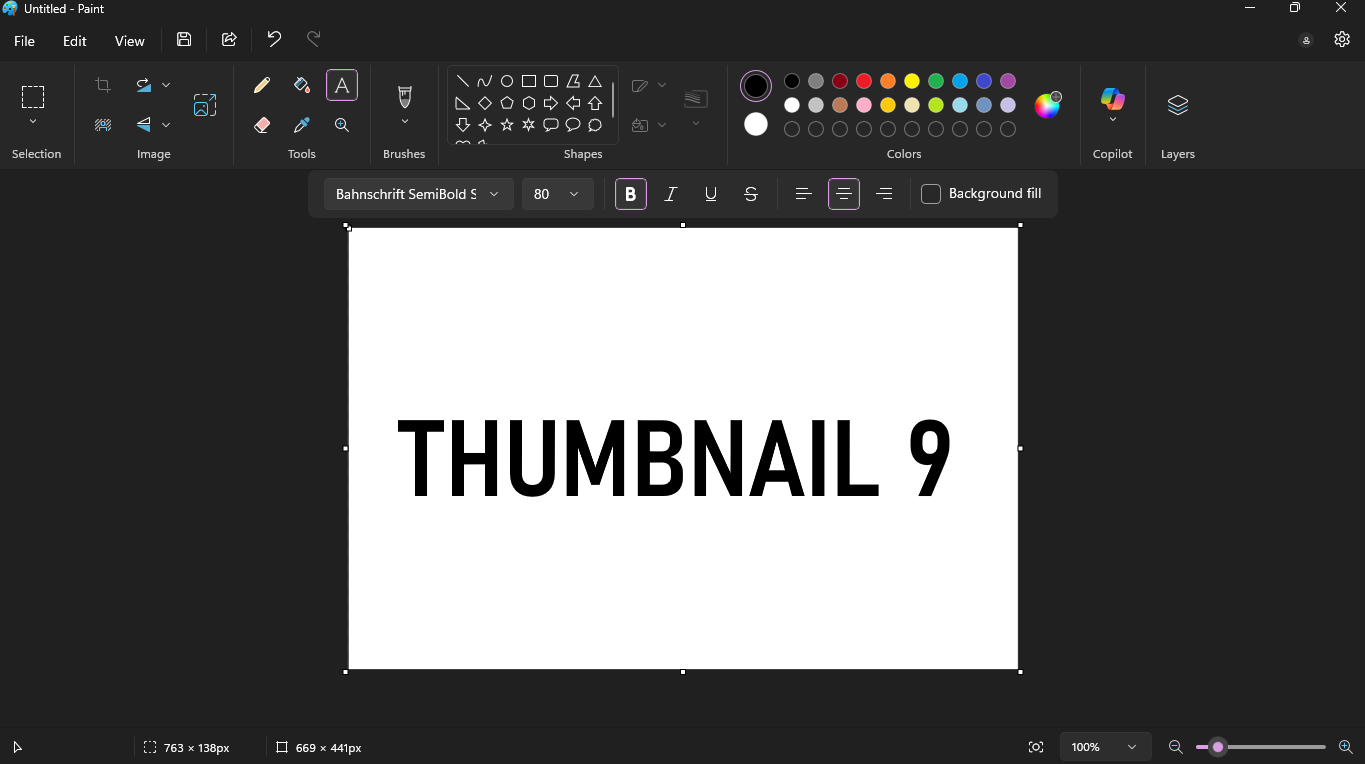 Untitled - Paint
File Edit View
Selection Image Tools Brushes Shapes Colors Copilot Layers
Bahnschrift SemiBold S 80 B I U S Background fill
THUMBNAIL 9
763 × 138px 669 × 441px 100%